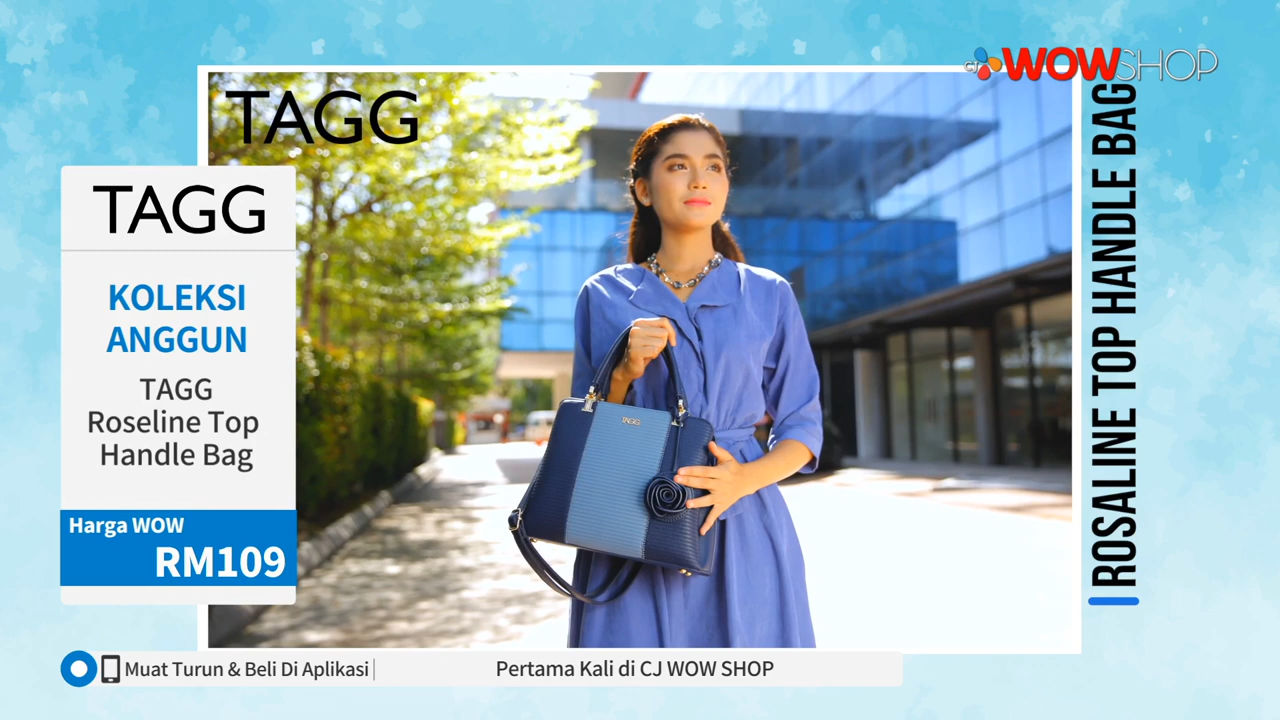 CJ WOWSHOP
TAGG
TAGG
KOLEKSI
ANGGUN
TAGG
Roseline Top
Handle Bag
Harga WOW
RM109
TAGG
ROSALINE TOP HANDLE BAG
Muat Turun & Beli Di Aplikasi
Pertama Kali di CJ WOW SHOP